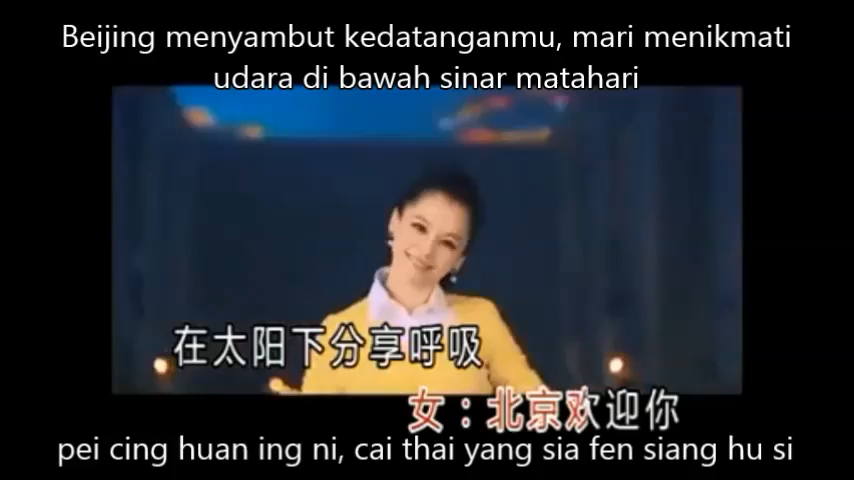 Beijing menyambut kedatanganmu, mari menikmati
udara di bawah sinar matahari
在太阳下分享呼吸
女：北京欢迎你
pei cing huan ing ni, cai thai yang sia fen siang hu si